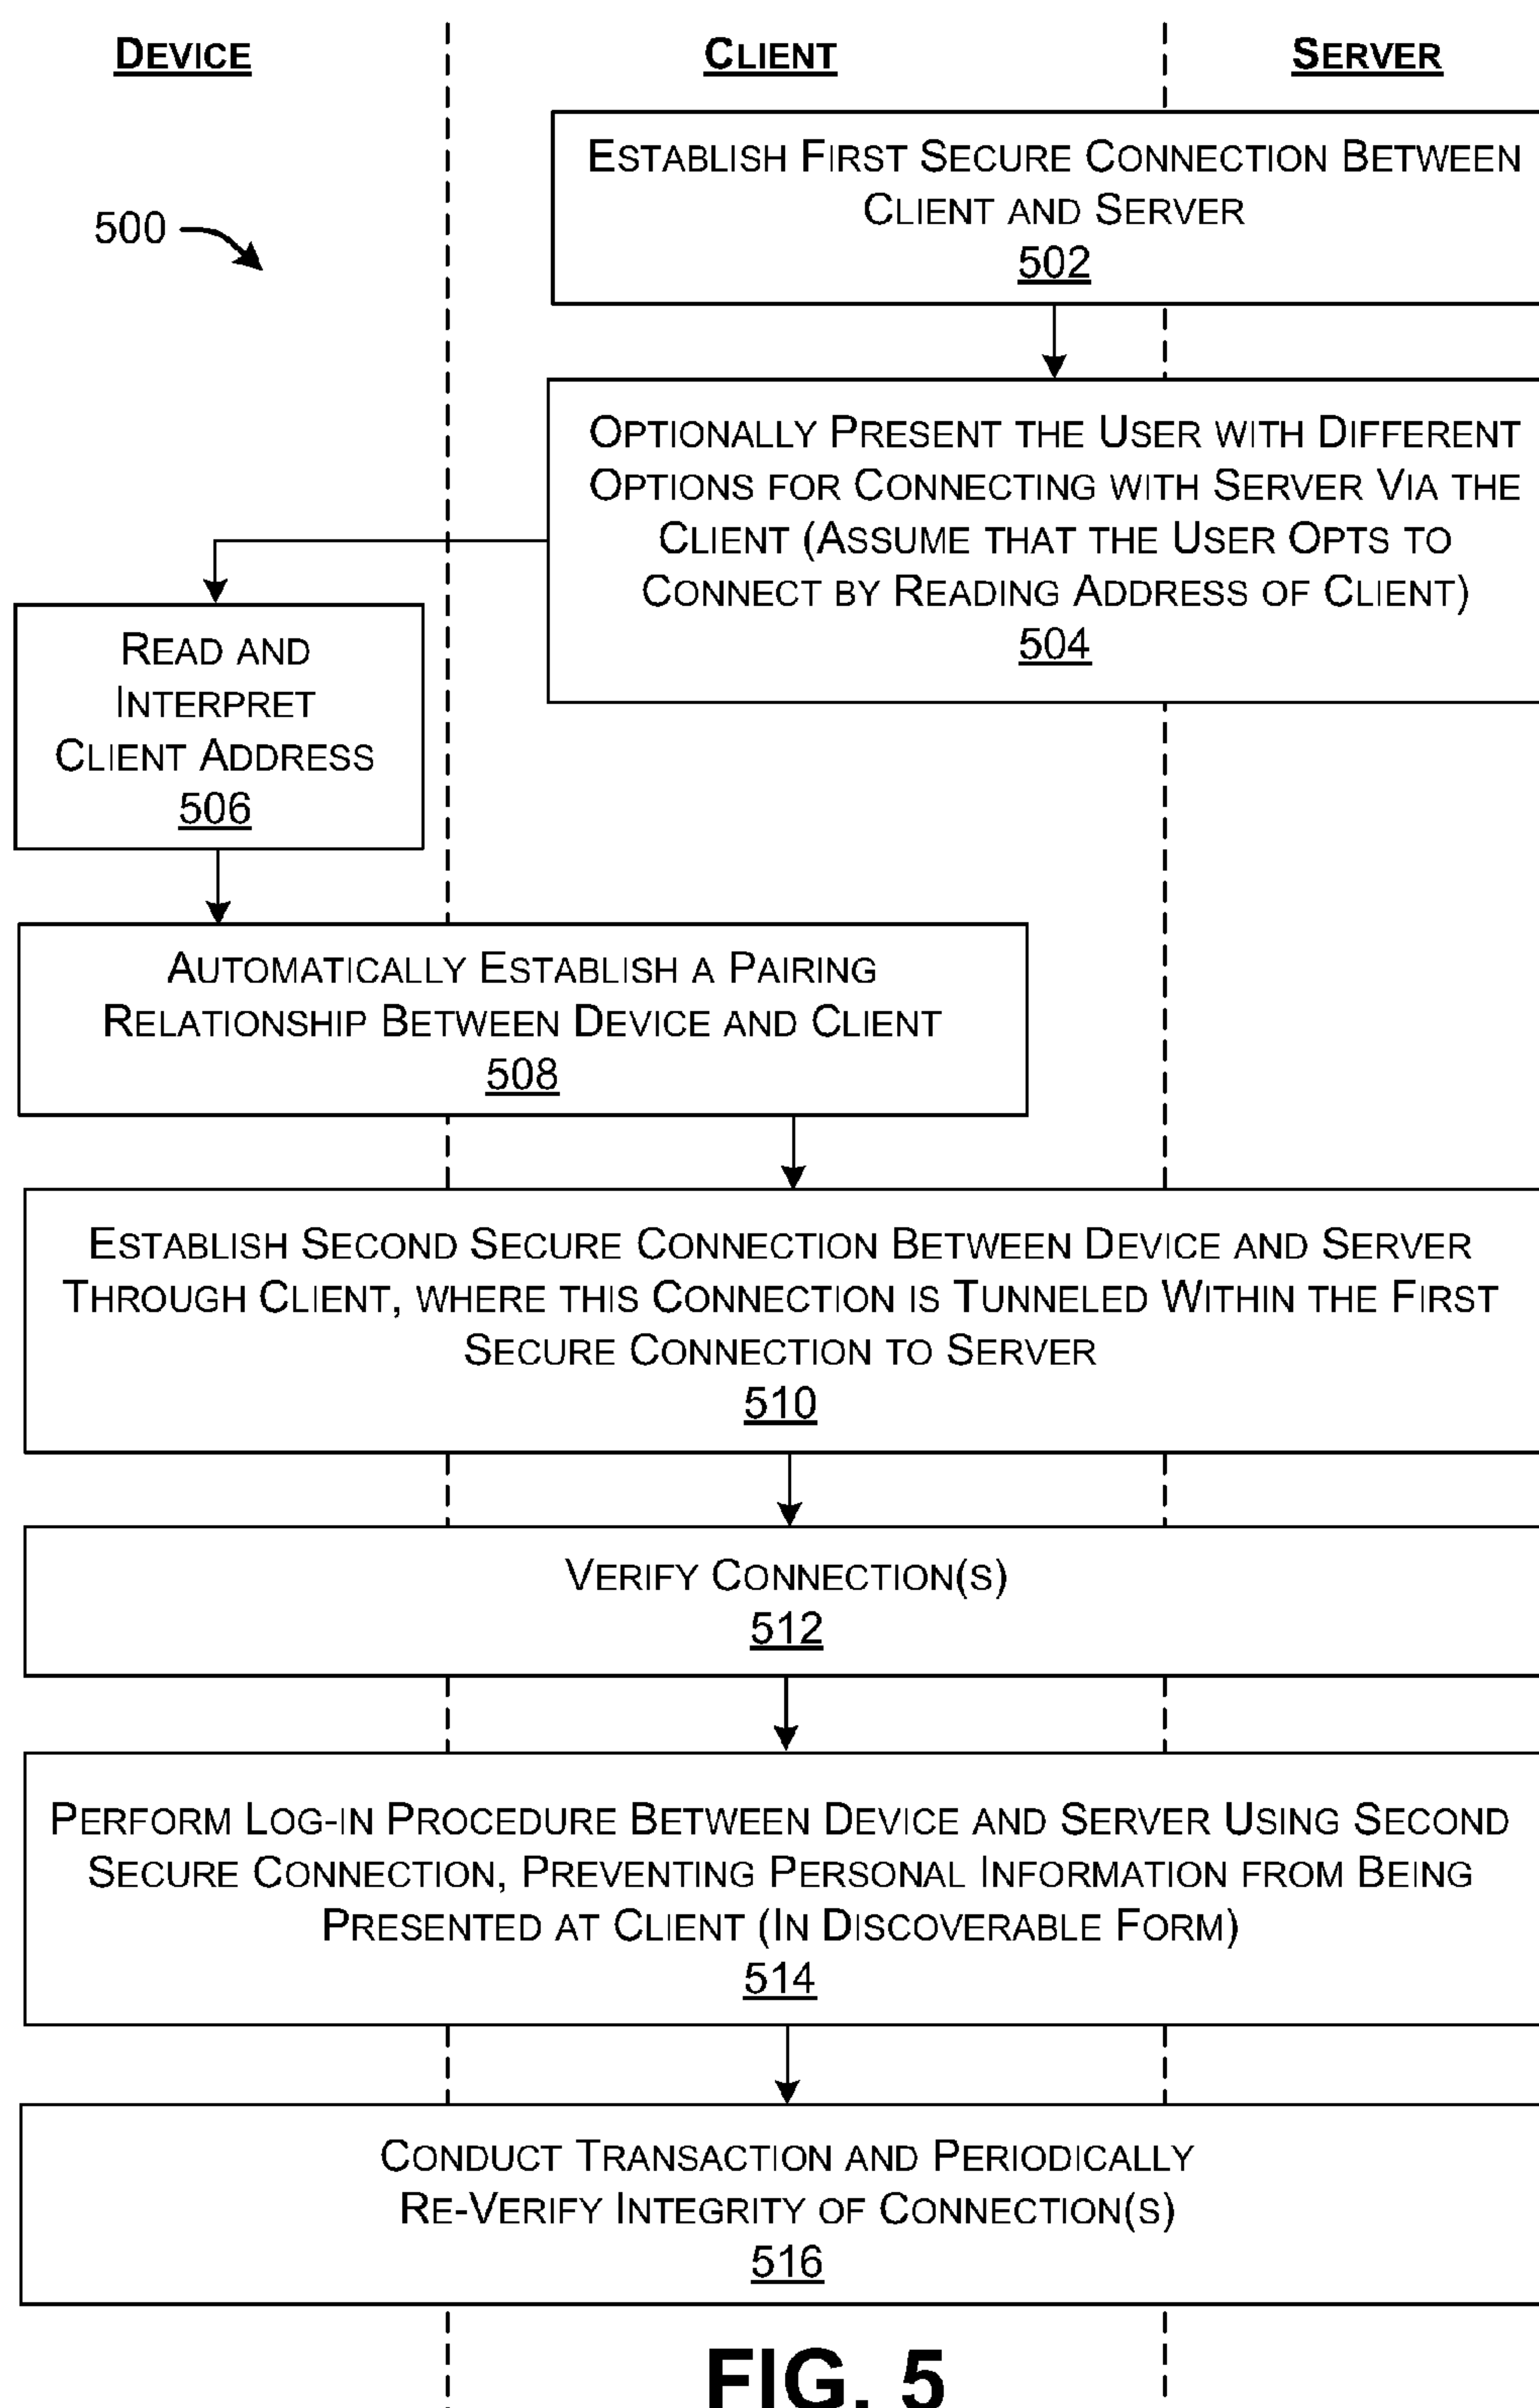 DEVICE
CLIENT
SERVER
500
ESTABLISH FIRST SECURE CONNECTION BETWEEN
CLIENT AND SERVER
502
OPTIONALLY PRESENT THE USER WITH DIFFERENT
OPTIONS FOR CONNECTING WITH SERVER VIA THE
CLIENT (ASSUME THAT THE USER OPTS TO
CONNECT BY READING ADDRESS OF CLIENT)
504
READ AND
INTERPRET
CLIENT ADDRESS
506
AUTOMATICALLY ESTABLISH A PAIRING
RELATIONSHIP BETWEEN DEVICE AND CLIENT
508
ESTABLISH SECOND SECURE CONNECTION BETWEEN DEVICE AND SERVER
THROUGH CLIENT, WHERE THIS CONNECTION IS TUNNELED WITHIN THE FIRST
SECURE CONNECTION TO SERVER
510
VERIFY CONNECTION(S)
512
PERFORM LOG-IN PROCEDURE BETWEEN DEVICE AND SERVER USING SECOND
SECURE CONNECTION, PREVENTING PERSONAL INFORMATION FROM BEING
PRESENTED AT CLIENT (IN DISCOVERABLE FORM)
514
CONDUCT TRANSACTION AND PERIODICALLY
RE-VERIFY INTEGRITY OF CONNECTION(S)
516
FIG. 5